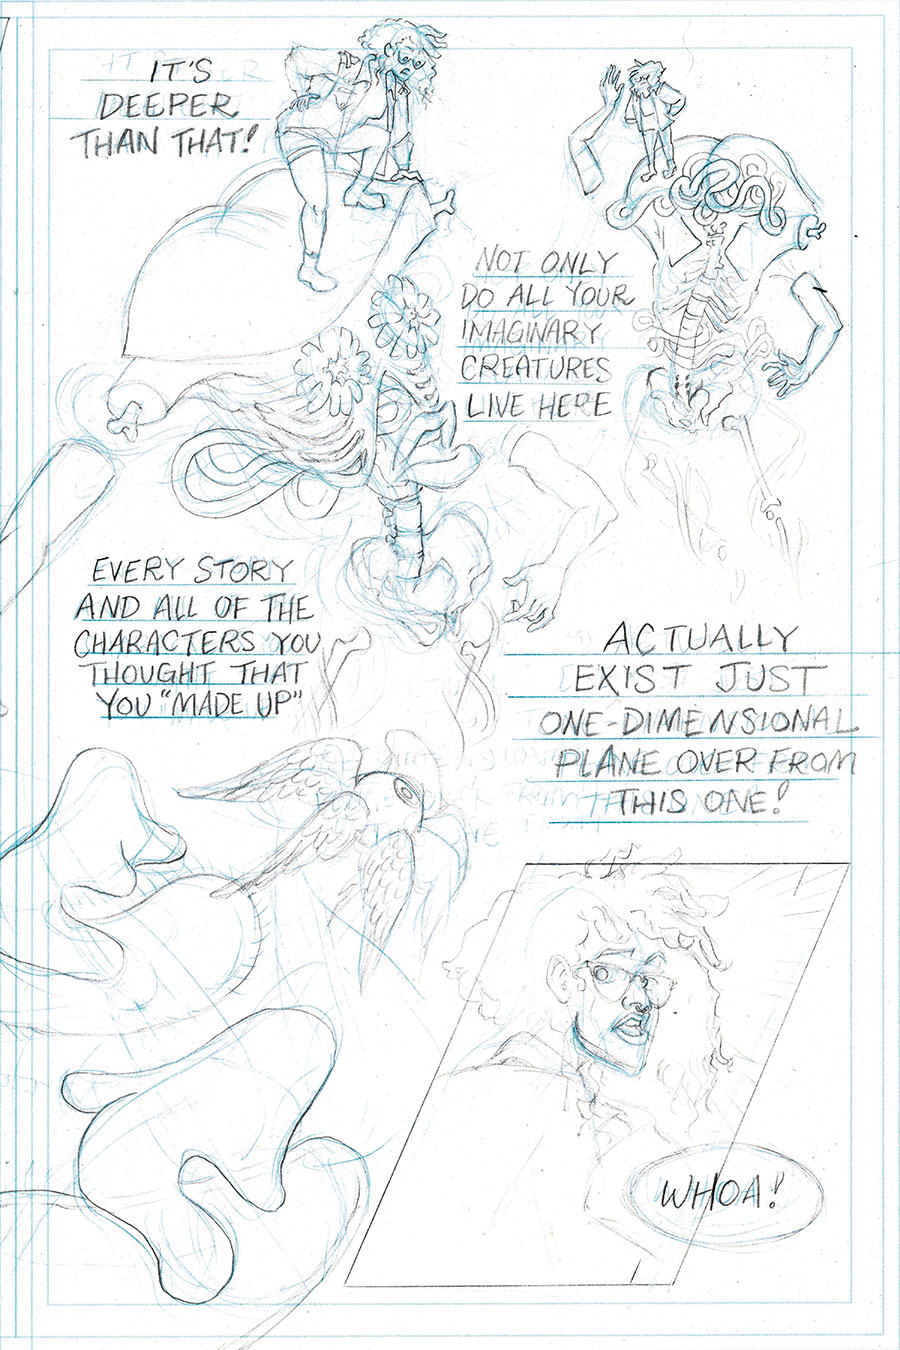 IT'S
DEEPER
THAN THAT!
NOT ONLY
DO ALL YOUR
IMAGINARY
CREATURES
LIVE HERE
EVERY STORY
AND ALL OF THE
CHARACTERS YOU
THOUGHT THAT
YOU "MADE UP"
ACTUALLY
EXIST JUST
ONE-DIMENSIONAL
PLANE OVER FROM
THIS ONE!
WHOA!